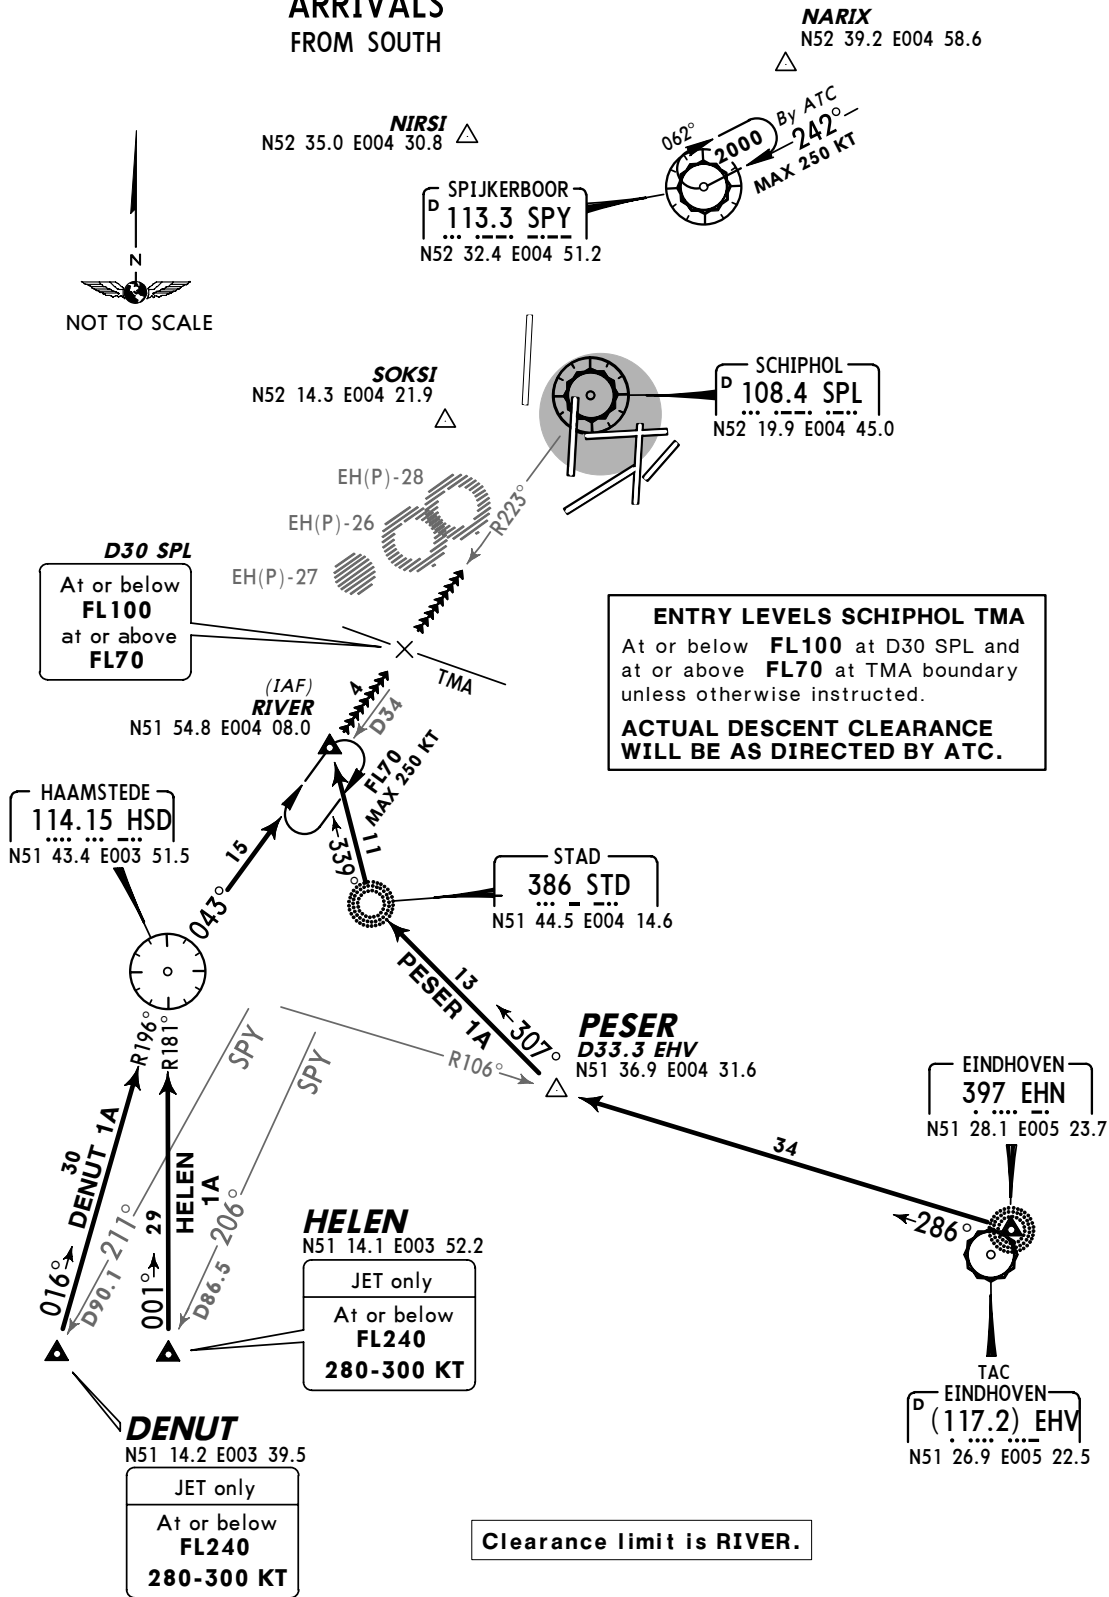 ARRIVALS
FROM SOUTH
NARIX
N52 39.2 E004 58.6
NIRSI
N52 35.0 E004 30.8
062°
2000
By ATC
242°
MAX 250 KT
SPIJKERBOOR
D 113.3 SPY
N52 32.4 E004 51.2
N
NOT TO SCALE
SOKSI
N52 14.3 E004 21.9
SCHIPHOL
D 108.4 SPL
N52 19.9 E004 45.0
EH(P)-28
EH(P)-26
EH(P)-27
R223°
D30 SPL
At or below
FL100
at or above
FL70
ENTRY LEVELS SCHIPHOL TMA
At or below FL100 at D30 SPL and
at or above FL70 at TMA boundary
unless otherwise instructed.
ACTUAL DESCENT CLEARANCE
WILL BE AS DIRECTED BY ATC.
TMA
(IAF)
RIVER
N51 54.8 E004 08.0
4
D34
FL70
MAX 250 KT
HAAMSTEDE
114.15 HSD
N51 43.4 E003 51.5
15
043°
339°
11
STAD
386 STD
N51 44.5 E004 14.6
13
PESER 1A
307°
PESER
D33.3 EHV
N51 36.9 E004 31.6
R106°
R196°
R181°
SPY
SPY
EINDHOVEN
397 EHN
N51 28.1 E005 23.7
34
286°
30
DENUT 1A
016°
D90.1
211°
29
HELEN
1A
001°
D86.5
206°
HELEN
N51 14.1 E003 52.2
JET only
At or below
FL240
280-300 KT
TAC
EINDHOVEN
D (117.2) EHV
N51 26.9 E005 22.5
DENUT
N51 14.2 E003 39.5
JET only
At or below
FL240
280-300 KT
Clearance limit is RIVER.